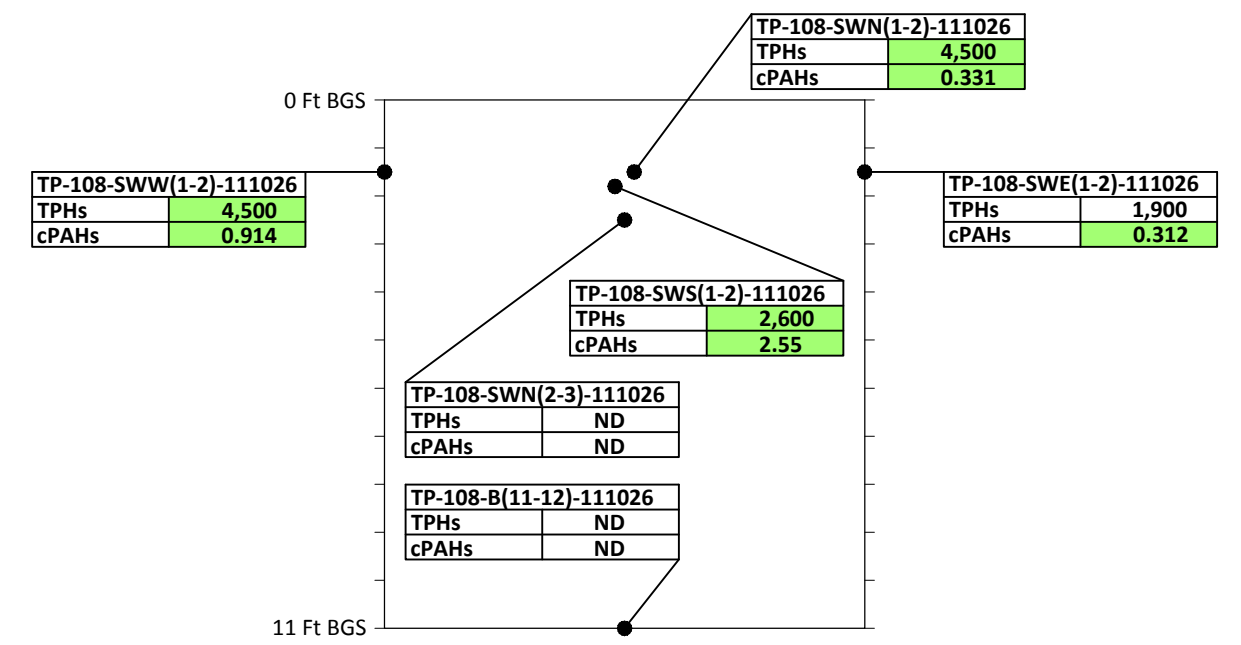 TP-108-SWN(1-2)-111026
TPHs 4,500
cPAHs 0.331
0 Ft BGS
TP-108-SWW(1-2)-111026
TPHs 4,500
cPAHs 0.914
TP-108-SWE(1-2)-111026
TPHs 1,900
cPAHs 0.312
TP-108-SWS(1-2)-111026
TPHs 2,600
cPAHs 2.55
TP-108-SWN(2-3)-111026
TPHs ND
cPAHs ND
TP-108-B(11-12)-111026
TPHs ND
cPAHs ND
11 Ft BGS